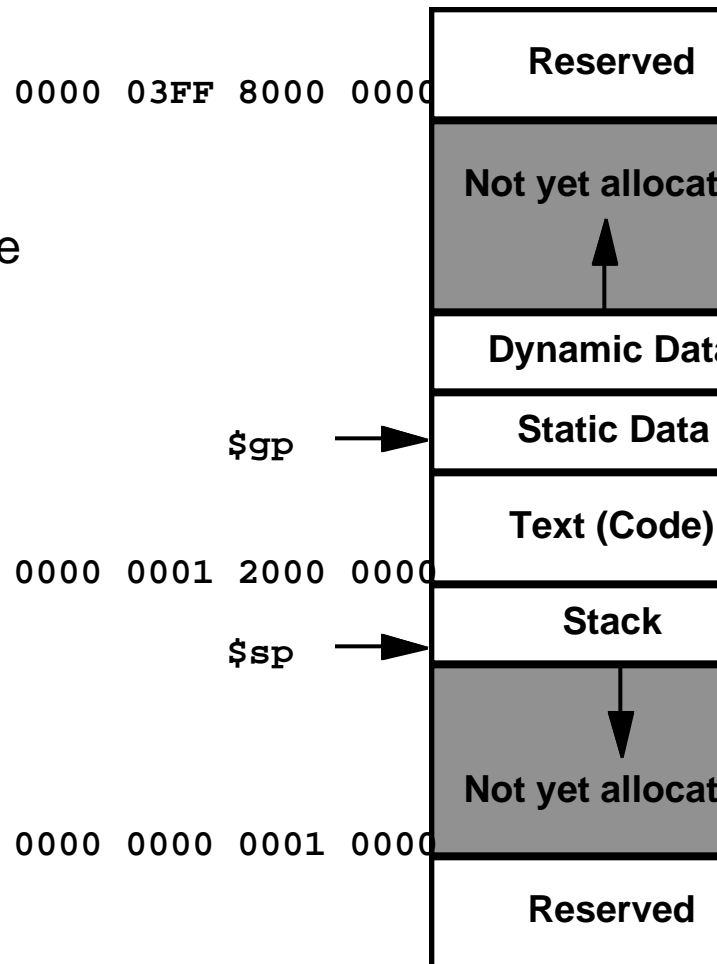 Reserved
0000 03FF 8000 0000
Not yet allocat
e
Dynamic Data
$gp
Static Data
Text (Code)
0000 0001 2000 0000
$sp
Stack
Not yet allocat
0000 0000 0001 0000
Reserved